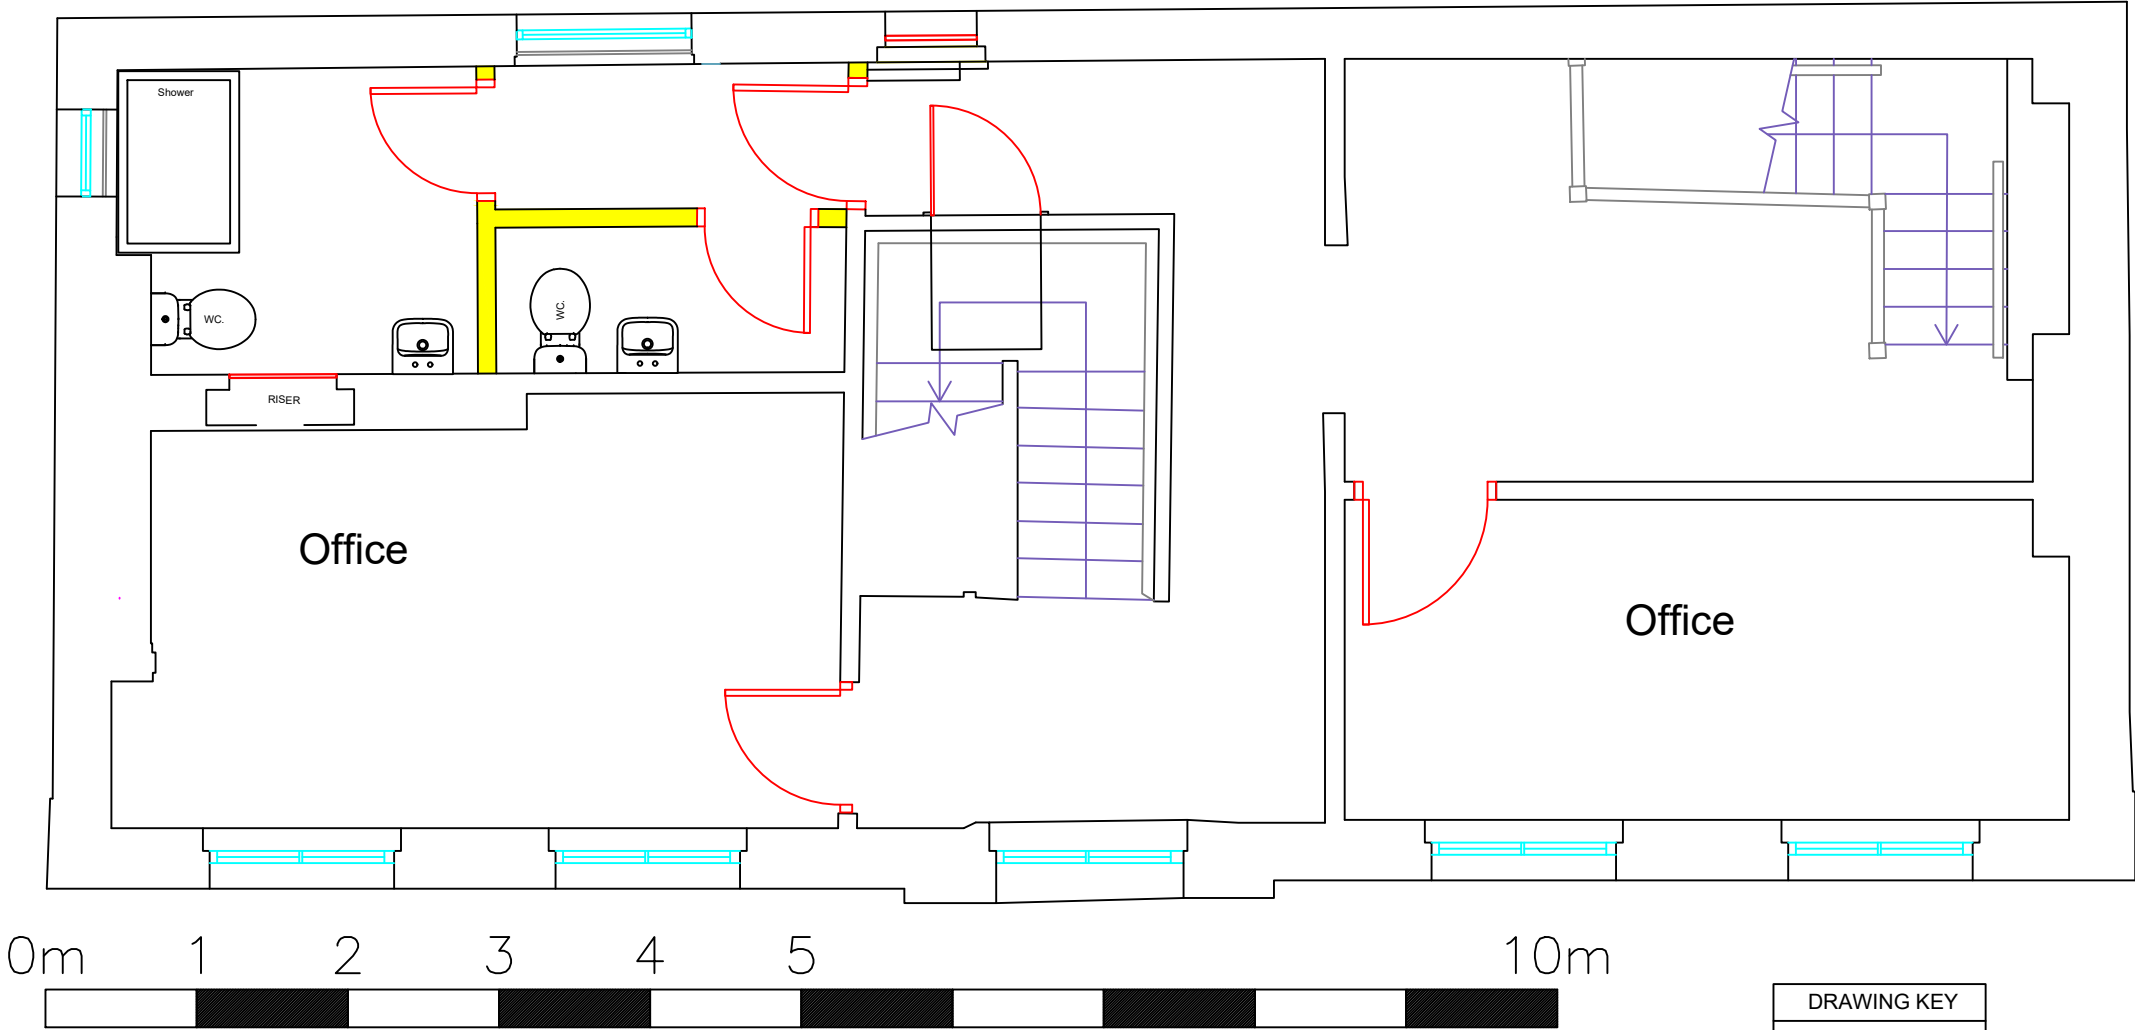 Shower
WC.
WC.
RISER
Office
Office
0m 1 2 3 4 5 10m
DRAWING KEY